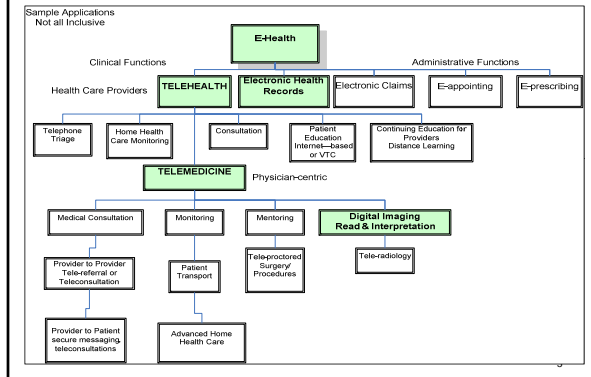 Sample Applications
Not all Inclusive
E-Health
Clinical Functions
Administrative Functions
Health Care Providers
TELEHEALTH
Electronic Health
Records
Electronic Claims
E-appointing
E-prescribing
Telephone
Triage
Home Health
Care Monitoring
Consultation
Patient
Education
Internet—based
or VTC
Continuing Education for
Providers
Distance Learning
TELEMEDICINE
Physician-centric
Medical Consultation
Monitoring
Mentoring
Digital Imaging
Read & Interpretation
Provider to Provider
Tele-referral or
Teleconsultation
Patient
Transport
Tele-proctored
Surgery/
Procedures
Tele-radiology
Provider to Patient
secure messaging,
teleconsultations
Advanced Home
Health Care